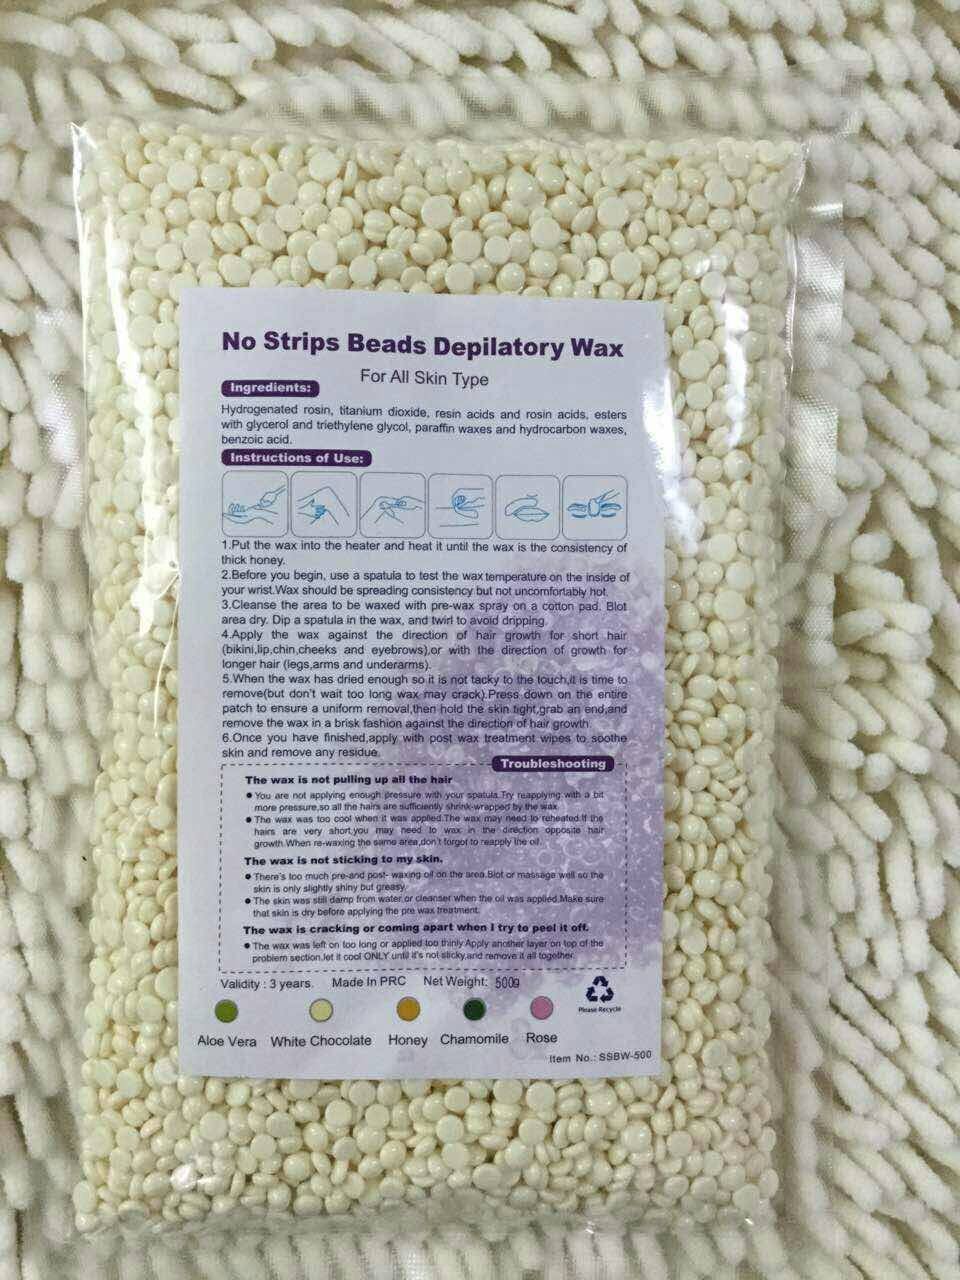 No Strips Beads Depilatory Wax
For All Skin Type
Ingredients:
Hydrogenated rosin, titanium dioxide, resin acids and rosin acids, esters
with glycerol and triethylene glycol, paraffin waxes and hydrocarbon waxes,
benzoic acid.
Instructions of Use:
1.Put the wax into the heater and heat it until the wax is the consistency of
thick honey.
2.Before you begin, use a spatula to test the wax temperature on the inside of
your wrist.Wax should be spreading consistency but not uncomfortably hot.
3.Cleanse the area to be waxed with pre-wax spray on a cotton pad. Blot
area dry. Dip a spatula in the wax, and twirl to avoid dripping.
4.Apply the wax against the direction of hair growth for short hair
(bikini,lip,chin,cheeks and eyebrows),or with the direction of growth for
longer hair (legs,arms and underarms).
5.When the wax has dried enough so it is not tacky to the touch,it is time to
remove(but don't wait too long wax may crack).Press down on the entire
patch to ensure a uniform removal,then hold the skin tight,grab an end,and
remove the wax in a brisk fashion against the direction of hair growth.
6.Once you have finished,apply with post wax treatment wipes to soothe
skin and remove any residue.
Troubleshooting
The wax is not pulling up all the hair
● You are not applying enough pressure with your spatula.Try reapplying with a bit
more pressure,so all the hairs are sufficiently shrink-wrapped by the wax.
● The wax was too cool when it was applied.The wax may need to reheated.If the
hairs are very short,you may need to wax in the direction opposite hair
growth.When re-waxing the same area,don't forgot to reapply the oil.
The wax is not sticking to my skin.
● There's too much pre-and post- waxing oil on the area.Blot or massage well so the
skin is only slightly shiny but greasy.
● The skin was still damp from water,or cleanser when the oil was applied.Make sure
that skin is dry before applying the pre wax treatment.
The wax is cracking or coming apart when I try to peel it off.
● The wax was left on too long or applied too thinly.Apply another layer on top of the
problem section,let it cool ONLY until it's not sticky,and remove it all together.
Validity : 3 years. Made In PRC Net Weight: 500g
Please Recycle
Aloe Vera White Chocolate Honey Chamomile Rose
Item No.: SSBW-500